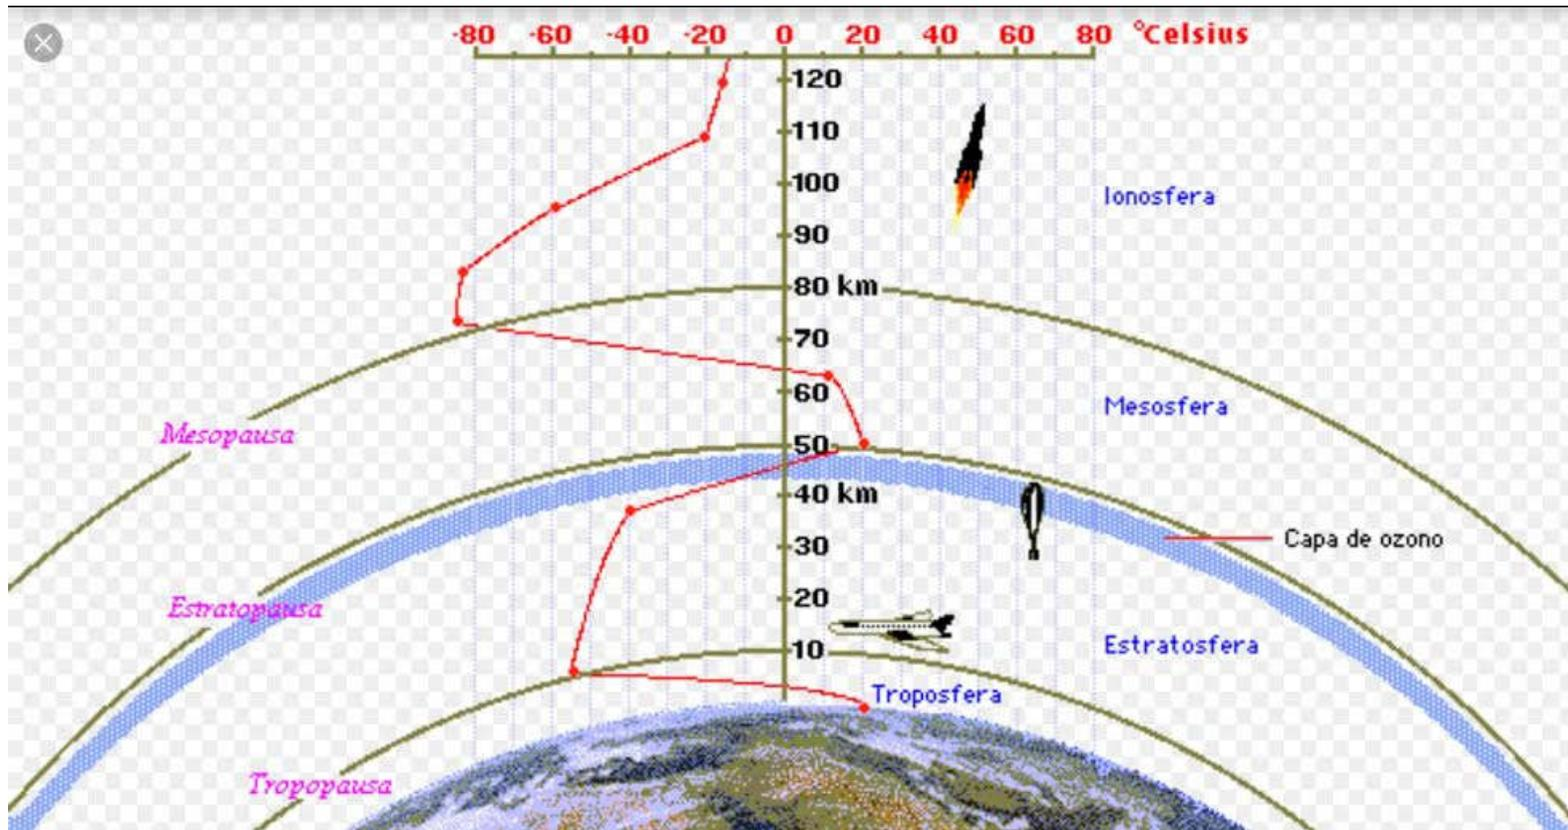 -80 -60 -40 -20 0 20 40 60 80 °Celsius
120
110
100
Ionosfera
90
80 km
70
60
Mesosfera
Mesopausa
50
40 km
Capa de ozono
30
20
Estratopausa
10
Estratosfera
Troposfera
Tropopausa